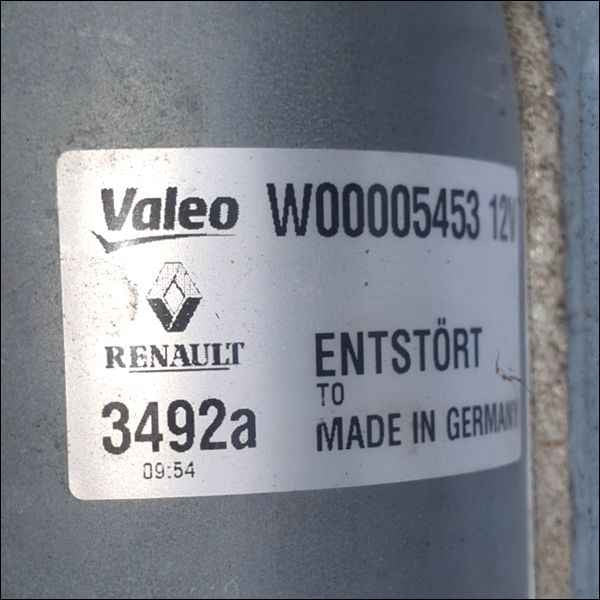 Valeo W00005453 12V
RENAULT
ENTSTÖRT
TO
3492a MADE IN GERMANY
09:54